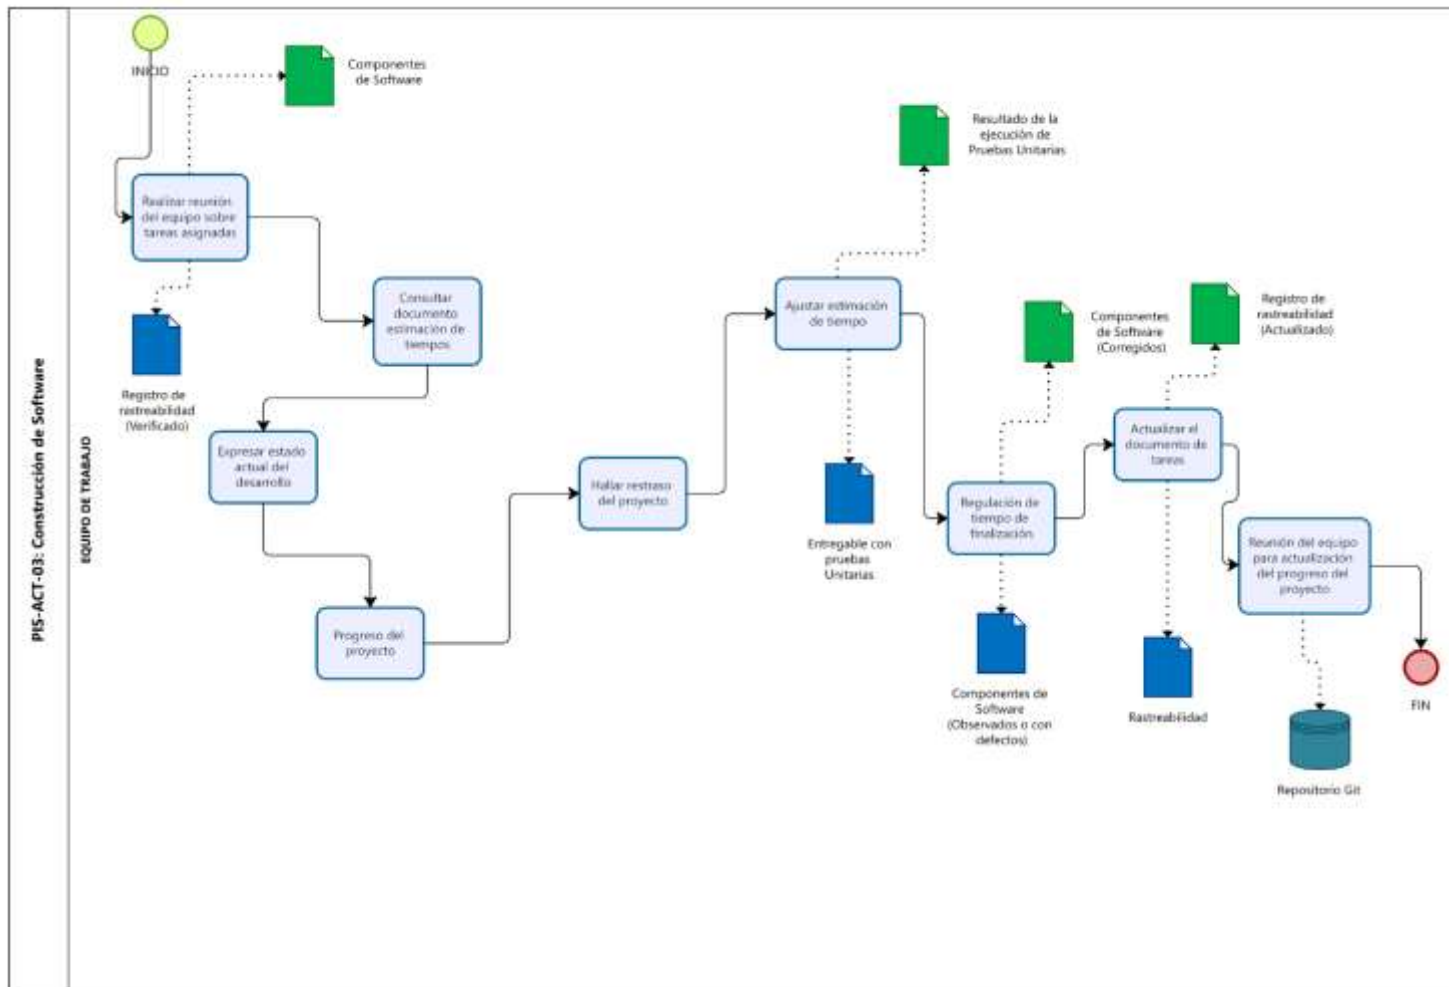 PIS-ACT-03: Construcción de Software
EQUIPO DE TRABAJO
INICIO
Componentes
de Software
Realizar reunión
del equipo sobre
tareas asignadas
Registro de
rastreabilidad
(Verificado)
Consultar
documento
estimación de
tiempos
Expresar estado
actual del
desarrollo
Progreso del
proyecto
Hallar restraso
del proyecto
Ajustar estimación
de tiempo
Resultado de la
ejecución de
Pruebas Unitarias
Entregable con
pruebas
Unitarias
Regulación de
tiempo de
finalización
Componentes
de Software
(Corregidos)
Componentes de
Software
(Observados o con
defectos)
Actualizar el
documento de
tareas
Registro de
rastreabilidad
(Actualizado)
Rastreabilidad
Reunión del equipo
para actualización
del progreso del
proyecto
Repositorio Git
FIN